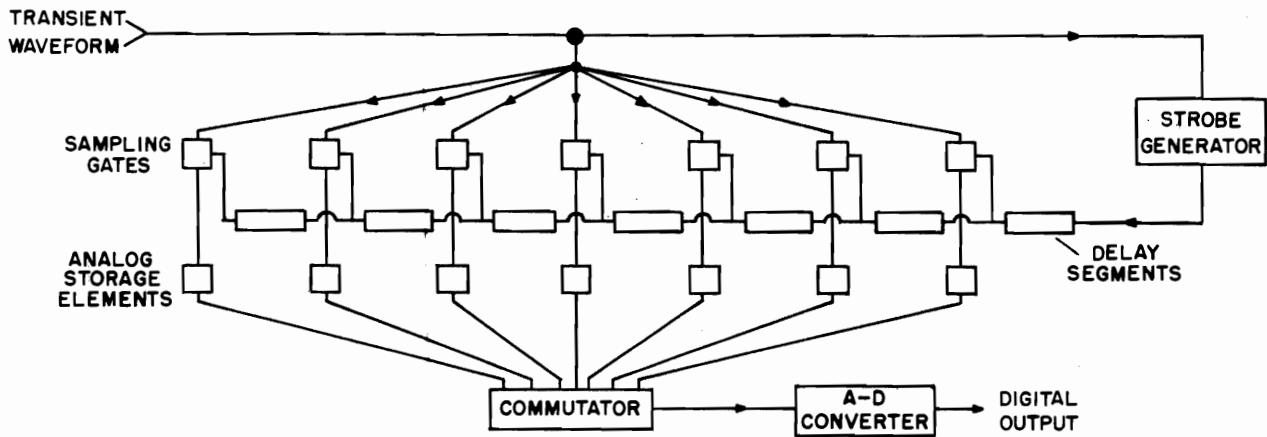 TRANSIENT
WAVEFORM
STROBE
GENERATOR
SAMPLING
GATES
DELAY
SEGMENTS
ANALOG
STORAGE
ELEMENTS
COMMUTATOR
A-D
CONVERTER
DIGITAL
OUTPUT